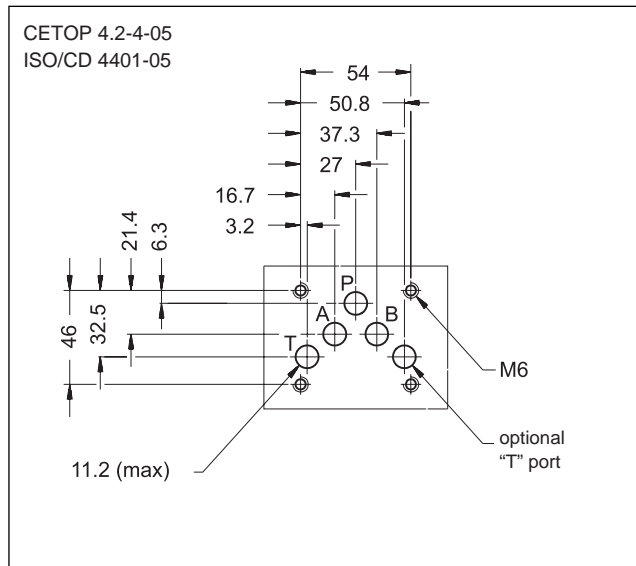 CETOP 4.2-4-05
ISO/CD 4401-05
54
50.8
37.3
27
16.7
3.2
21.4
6.3
46
32.5
P
A
B
T
M6
11.2 (max)
optional
“T” port